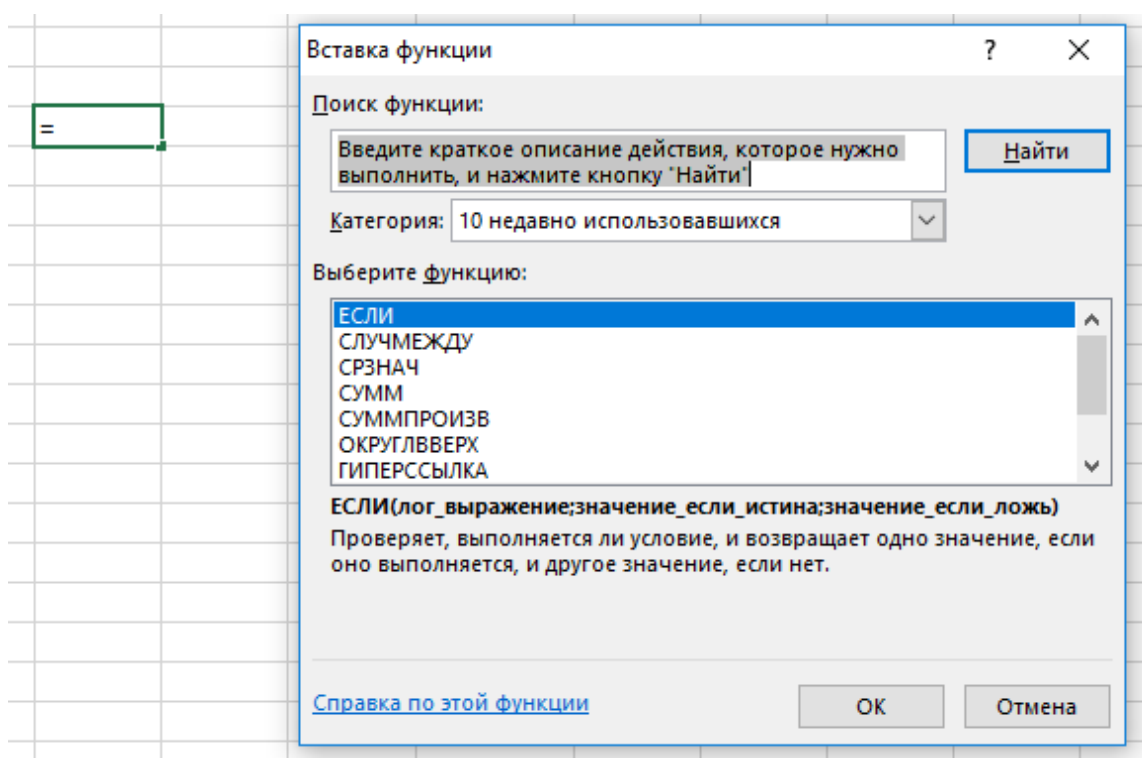 Вставка функции ? ×
Поиск функции:
=
Введите краткое описание действия, которое нужно
выполнить, и нажмите кнопку "Найти"
Найти
Категория: 10 недавно использовавшихся
Выберите функцию:
ЕСЛИ
СЛУЧМЕЖДУ
СРЗНАЧ
СУММ
СУММПРОИЗВ
ОКРУГЛВВЕРХ
ГИПЕРССЫЛКА
ЕСЛИ(лог_выражение;значение_если_истина;значение_если_ложь)
Проверяет, выполняется ли условие, и возвращает одно значение, если
оно выполняется, и другое значение, если нет.
Справка по этой функции
ОК
Отмена